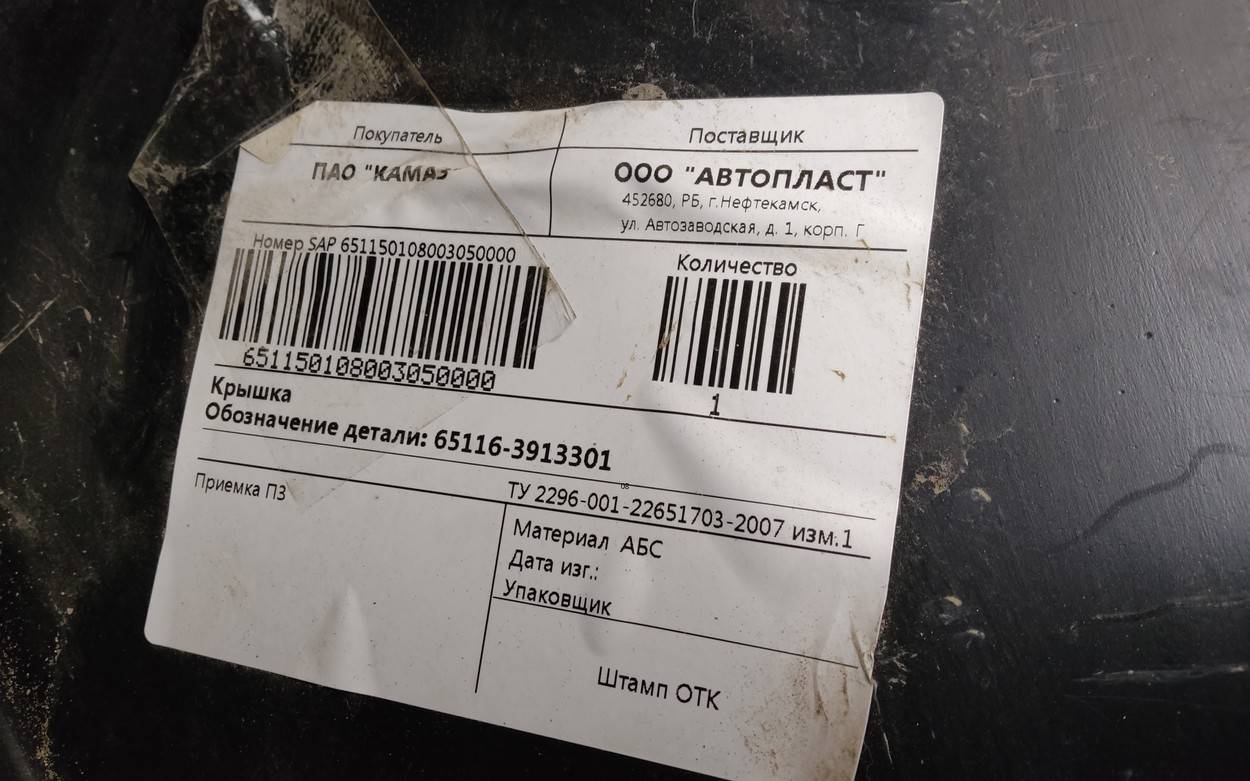 Покупатель
Поставщик
ПАО "КАМАЗ
ООО "АВТОПЛАСТ"
452680, РБ, г.Нефтекамск,
ул. Автозаводская, д. 1, корп. Г
Номер SAP 651150108003050000
Количество
651150108003050000
1
Крышка
Обозначение детали: 65116-3913301
Приемка ПЗ
ТУ 2296-001-22651703-2007 изм.1
Материал АБС
Дата изг.:
Упаковщик
Штамп ОТК